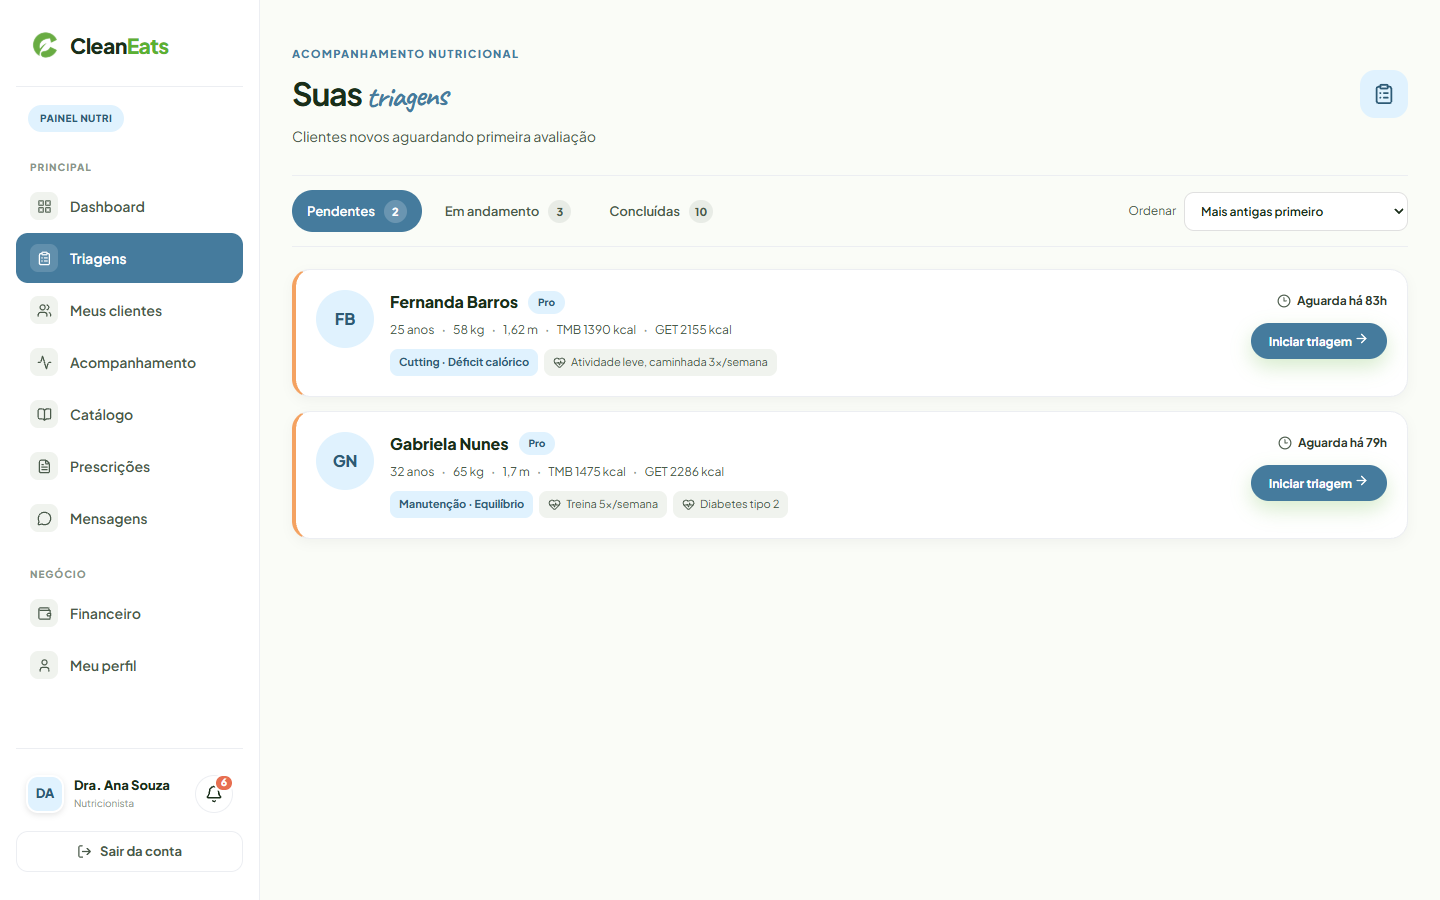 CleanEats
PAINEL NUTRI
PRINCIPAL
Dashboard
Triagens
Meus clientes
Acompanhamento
Catálogo
Prescrições
Mensagens
NEGÓCIO
Financeiro
Meu perfil
DA
Dra. Ana Souza
Nutricionista
6
Sair da conta
ACOMPANHAMENTO NUTRICIONAL
Suas triagens
Clientes novos aguardando primeira avaliação
Pendentes 2 Em andamento 3 Concluídas 10
Ordenar Mais antigas primeiro
FB
Fernanda Barros Pro
25 anos · 58 kg · 1,62 m · TMB 1390 kcal · GET 2155 kcal
Cutting · Déficit calórico Atividade leve, caminhada 3x/semana
Aguarda há 83h
Iniciar triagem
GN
Gabriela Nunes Pro
32 anos · 65 kg · 1,7 m · TMB 1475 kcal · GET 2286 kcal
Manutenção · Equilíbrio Treina 5x/semana Diabetes tipo 2
Aguarda há 79h
Iniciar triagem